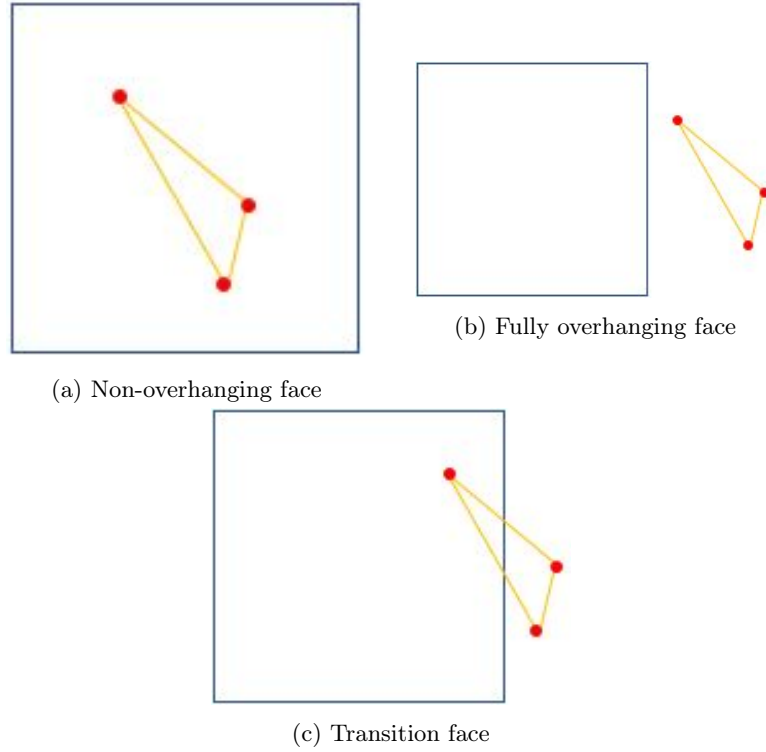 (b) Fully overhanging face
(a) Non-overhanging face
(c) Transition face